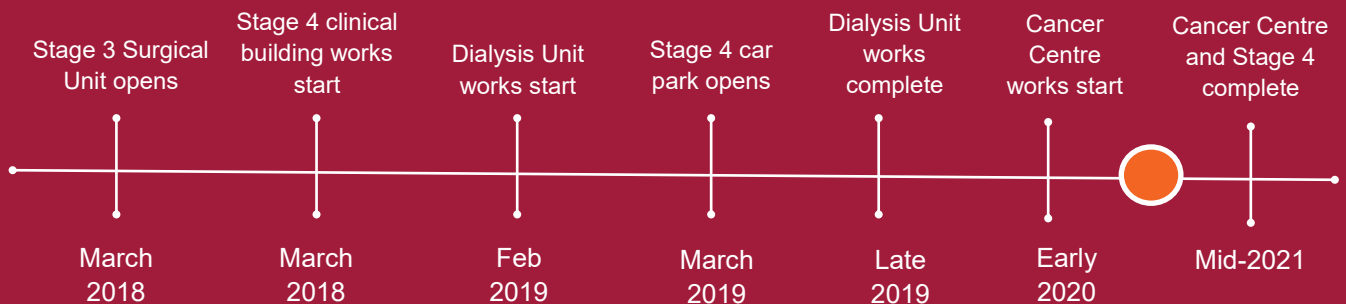 Stage 3 Surgical
Unit opens
Stage 4 clinical
building works
start
Dialysis Unit
works start
Stage 4 car
park opens
Dialysis Unit
works
complete
Cancer
Centre
works start
Cancer Centre
and Stage 4
complete
March
2018
March
2018
Feb
2019
March
2019
Late
2019
Early
2020
Mid-2021